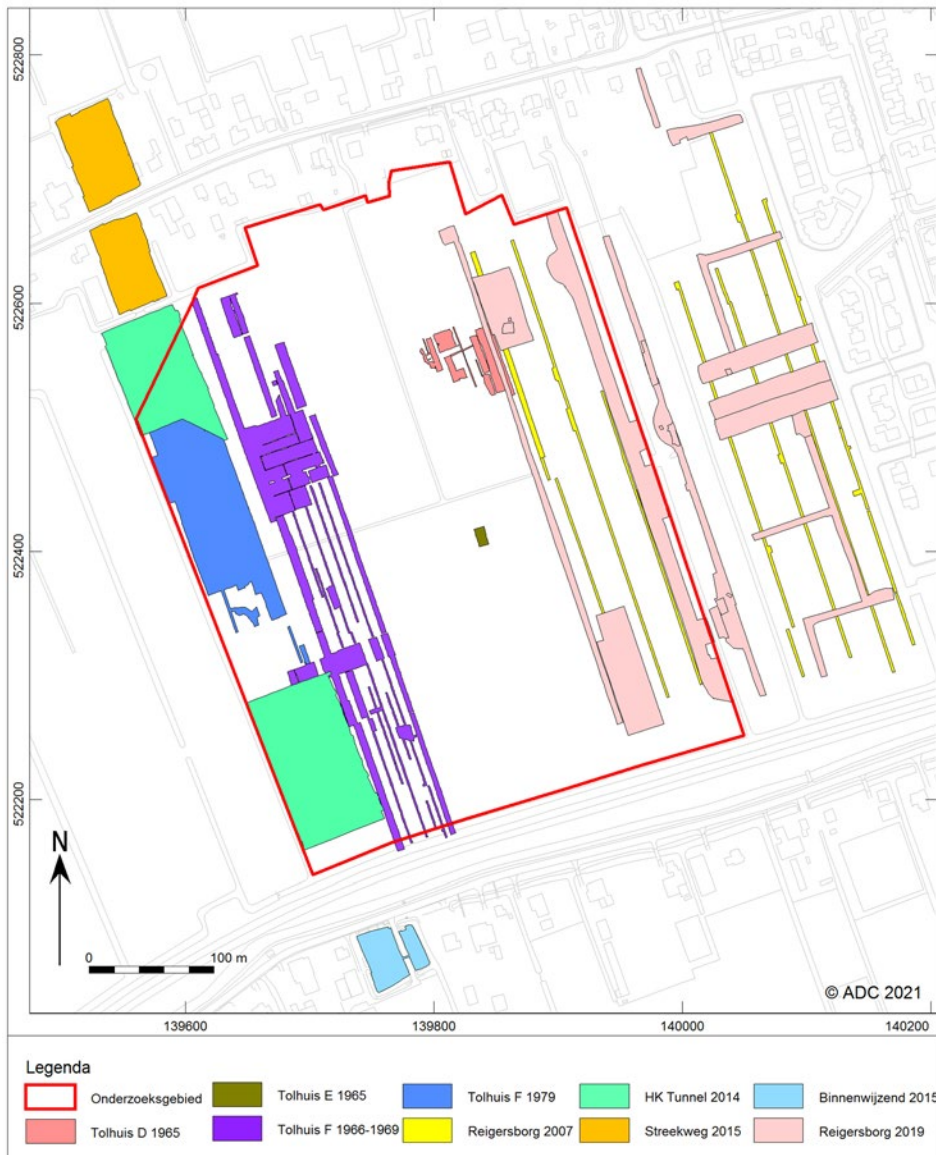 522800
522600
522400
522200
N
0 100 m
© ADC 2021
139600 139800 140000 140200
Legenda
Onderzoeksgebied Tolhuis E 1965 Tolhuis F 1979 HK Tunnel 2014 Binnenwijzend 2015
Tolhuis D 1965 Tolhuis F 1966-1969 Reigersborg 2007 Streekweg 2015 Reigersborg 2019